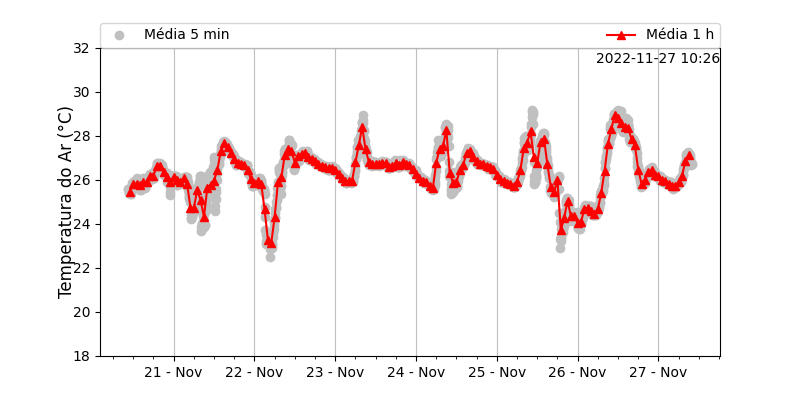 Média 5 min
Média 1 h
2022-11-27 10:26
Temperatura do Ar (°C)
32
30
28
26
24
22
20
18
21 - Nov
22 - Nov
23 - Nov
24 - Nov
25 - Nov
26 - Nov
27 - Nov